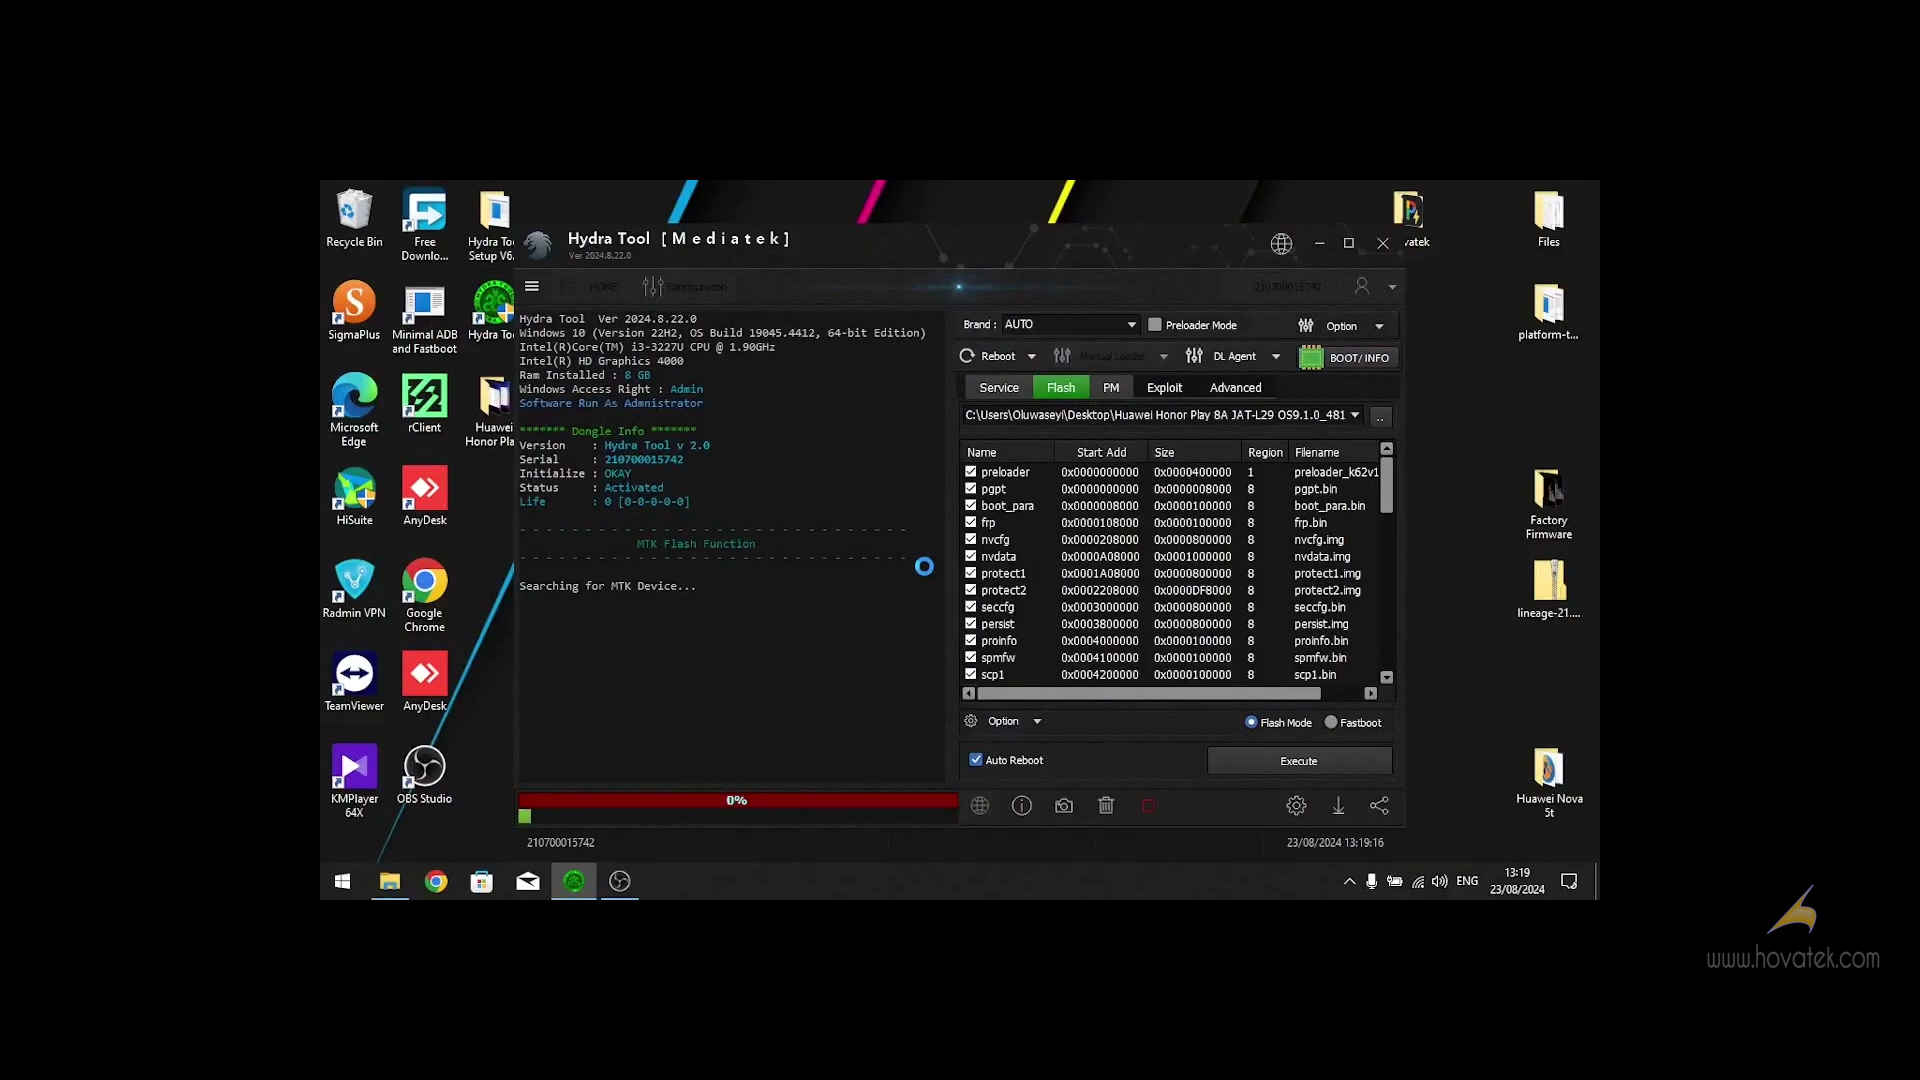 Recycle Bin
Free
Downlo...
Hydra To
Setup V6.
SigmaPlus
Minimal ADB
and Fastboot
Hydra To
Microsoft
Edge
rClient
Huawei
Honor Pla
HiSuite
AnyDesk
Radmin VPN
Google
Chrome
TeamViewer
AnyDesk
KMPlayer
64X
OBS Studio
Hydra Tool [ M e d i a t e k ]
Ver 2024.8.22.0
HOME
Configuration
210700015742
Hydra Tool Ver 2024.8.22.0
Windows 10 (Version 22H2, OS Build 19045.4412, 64-bit Edition)
Intel(R)Core(TM) i3-3227U CPU @ 1.90GHz
Intel(R) HD Graphics 4000
Ram Installed : 8 GB
Windows Access Right : Admin
Software Run As Admnistrator
******* Dongle Info *******
Version : Hydra Tool v 2.0
Serial : 210700015742
Initialize : OKAY
Status : Activated
Life : 0 [0-0-0-0-0]
MTK Flash Function
Searching for MTK Device...
0%
210700015742
Brand : AUTO
Preloader Mode
Option
Reboot
Manual Loader
DL Agent
BOOT/ INFO
Service Flash PM Exploit Advanced
C:\Users\Oluwaseyi\Desktop\Huawei Honor Play 8A JAT-L29 OS9.1.0_481
..
Name Start Add Size Region Filename
preloader 0x0000000000 0x0000400000 1 preloader_k62v1
pgpt 0x0000000000 0x0000008000 8 pgpt.bin
boot_para 0x0000008000 0x0000100000 8 boot_para.bin
frp 0x0000108000 0x0000100000 8 frp.bin
nvcfg 0x0000208000 0x0000800000 8 nvcfg.img
nvdata 0x0000A08000 0x0001000000 8 nvdata.img
protect1 0x0001A08000 0x0000800000 8 protect1.img
protect2 0x0002208000 0x0000DF8000 8 protect2.img
seccfg 0x0003000000 0x0000800000 8 seccfg.bin
persist 0x0003800000 0x0000800000 8 persist.img
proinfo 0x0004000000 0x0000100000 8 proinfo.bin
spmfw 0x0004100000 0x0000100000 8 spmfw.bin
scp1 0x0004200000 0x0000100000 8 scp1.bin
Option
Flash Mode Fastboot
Auto Reboot
Execute
23/08/2024 13:19:16
vatek
Files
platform-t...
Factory
Firmware
lineage-21....
Huawei Nova
5t
ENG
13:19
23/08/2024
www.hovatek.com